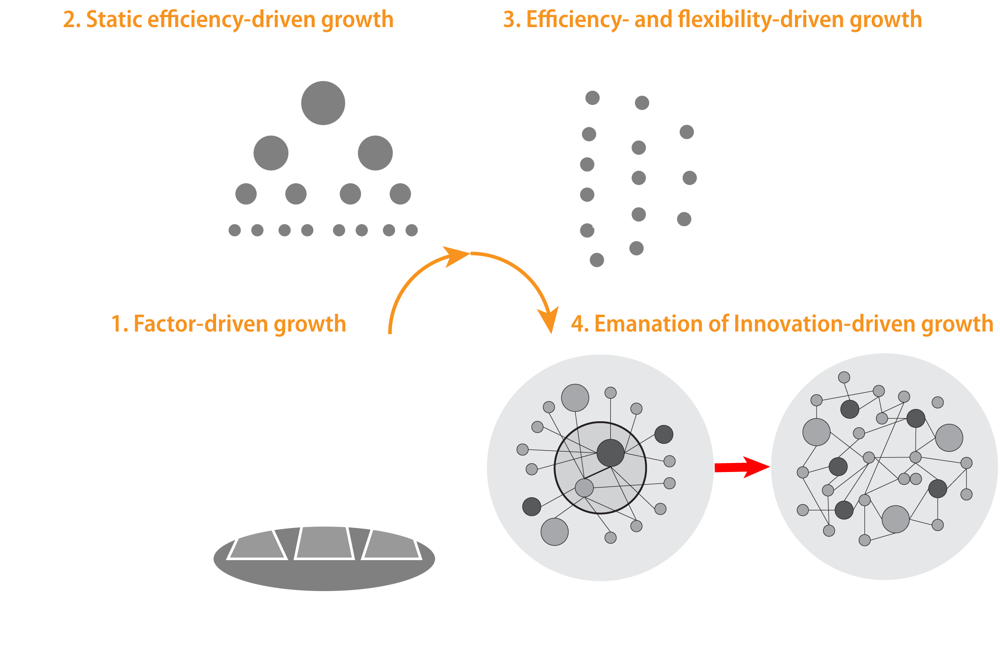 2. Static efficiency-driven growth
3. Efficiency- and flexibility-driven growth
1. Factor-driven growth
4. Emanation of Innovation-driven growth